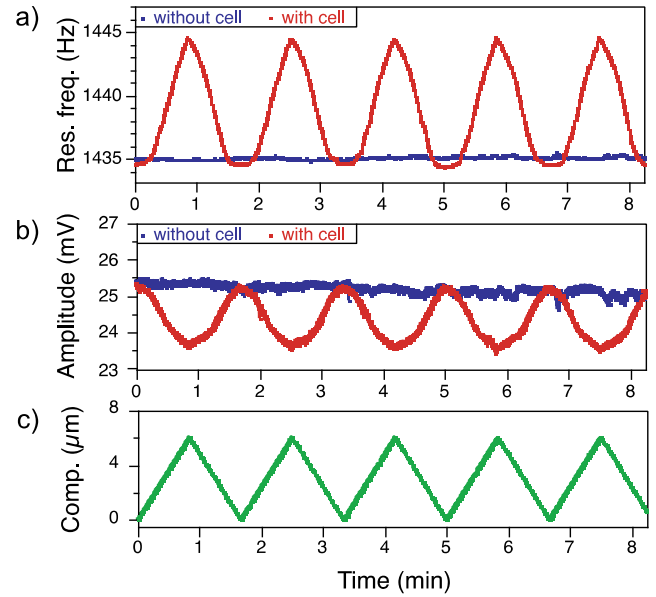 a)
without cell
with cell
Res. freq. (Hz)
1445
1440
1435
0 1 2 3 4 5 6 7 8
b)
without cell
with cell
Amplitude (mV)
27
26
25
24
23
0 1 2 3 4 5 6 7 8
c)
Comp. (µm)
8
4
0
0 1 2 3 4 5 6 7 8
Time (min)